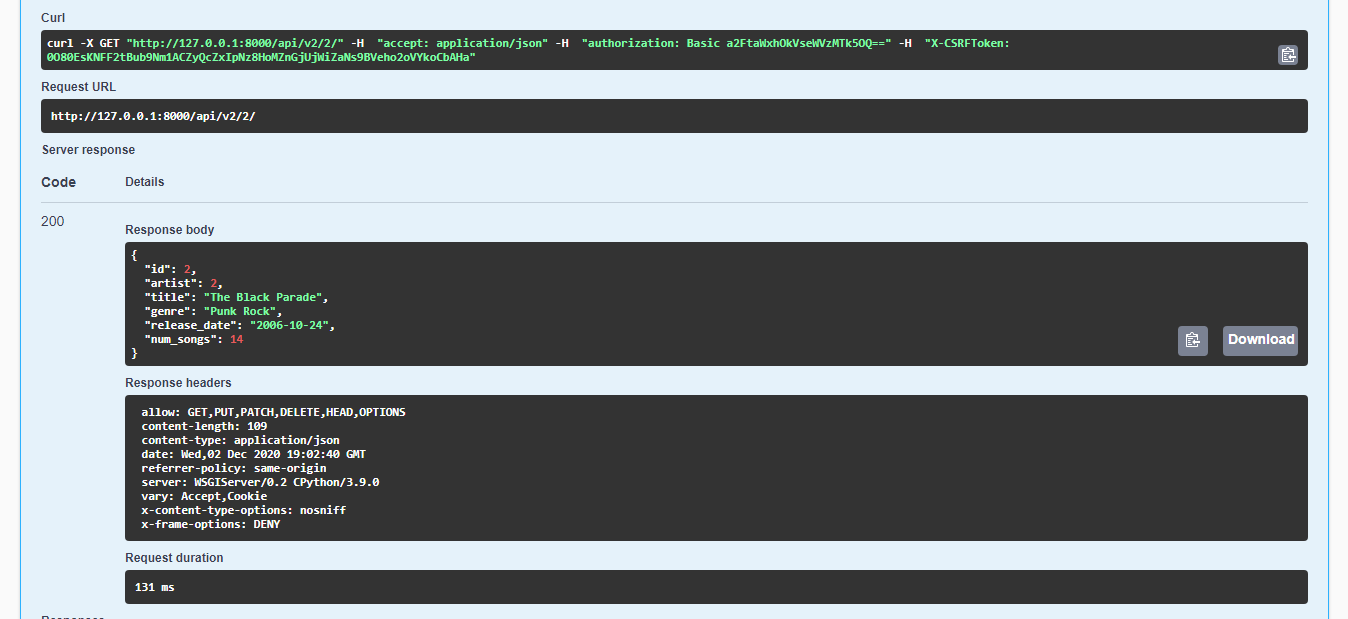 Curl
curl -X GET "http://127.0.0.1:8000/api/v2/2/" -H  "accept: application/json" -H  "authorization: Basic a2FtaWxhOkVseWVzMTk5OQ==" -H  "X-CSRFToken:
0O80EsKNFF2tBub9Nm1ACZyQcZxIpNz8HoMZnGjUjWiZaNs9BVeho2oVYkoCbAHa"
Request URL
http://127.0.0.1:8000/api/v2/2/
Server response
Code Details
200
Response body
{
  "id": 2,
  "artist": 2,
  "title": "The Black Parade",
  "genre": "Punk Rock",
  "release_date": "2006-10-24",
  "num_songs": 14
}
Download
Response headers
allow: GET,PUT,PATCH,DELETE,HEAD,OPTIONS
content-length: 109
content-type: application/json
date: Wed,02 Dec 2020 19:02:40 GMT
referrer-policy: same-origin
server: WSGIServer/0.2 CPython/3.9.0
vary: Accept,Cookie
x-content-type-options: nosniff
x-frame-options: DENY
Request duration
131 ms
Responses